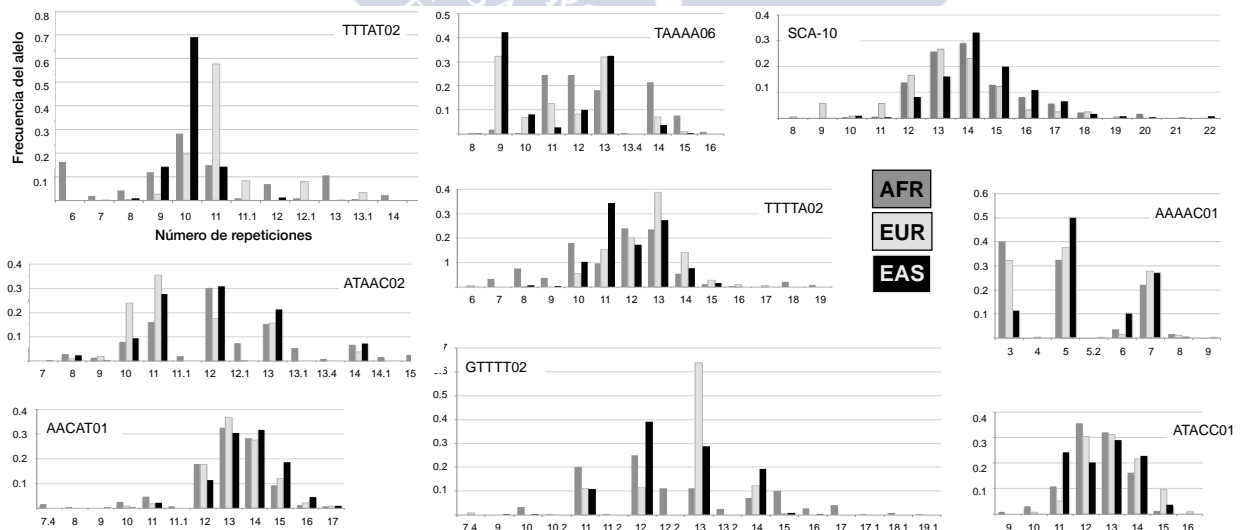 Frecuencia del alelo
TTTAT02
0.8
0.7
0.6
0.5
0.4
0.3
0.2
0.1
6 7 8 9 10 11 11.1 12 12.1 13 13.1 14
Número de repeticiones
TAAAA06
0.5
0.4
0.3
0.2
0.1
8 9 10 11 12 13 13.4 14 15 16
SCA-10
0.4
0.3
0.2
0.1
8 9 10 11 12 13 14 15 16 17 18 19 20 21 22
TTTTA02
0.4
0.3
0.2
1
6 7 8 9 10 11 12 13 14 15 16 17 18 19
AFR
EUR
EAS
AAAAC01
0.6
0.5
0.4
0.3
0.2
0.1
3 4 5 5.2 6 7 8 9
ATAAC02
0.4
0.3
0.2
0.1
7 8 9 10 11 11.1 12 12.1 13 13.1 13.4 14 14.1 15
GTTTT02
0.5
0.4
0.3
0.2
0.1
7.4 9 10 10.2 11 11.2 12 12.2 13 13.2 14 15 16 17 17.1 18.1 19.1
AACAT01
0.4
0.3
0.2
0.1
7.4 8 9 10 11 11.1 12 13 14 15 16 17
ATACC01
0.4
0.3
0.2
0.1
9 10 11 12 13 14 15 16